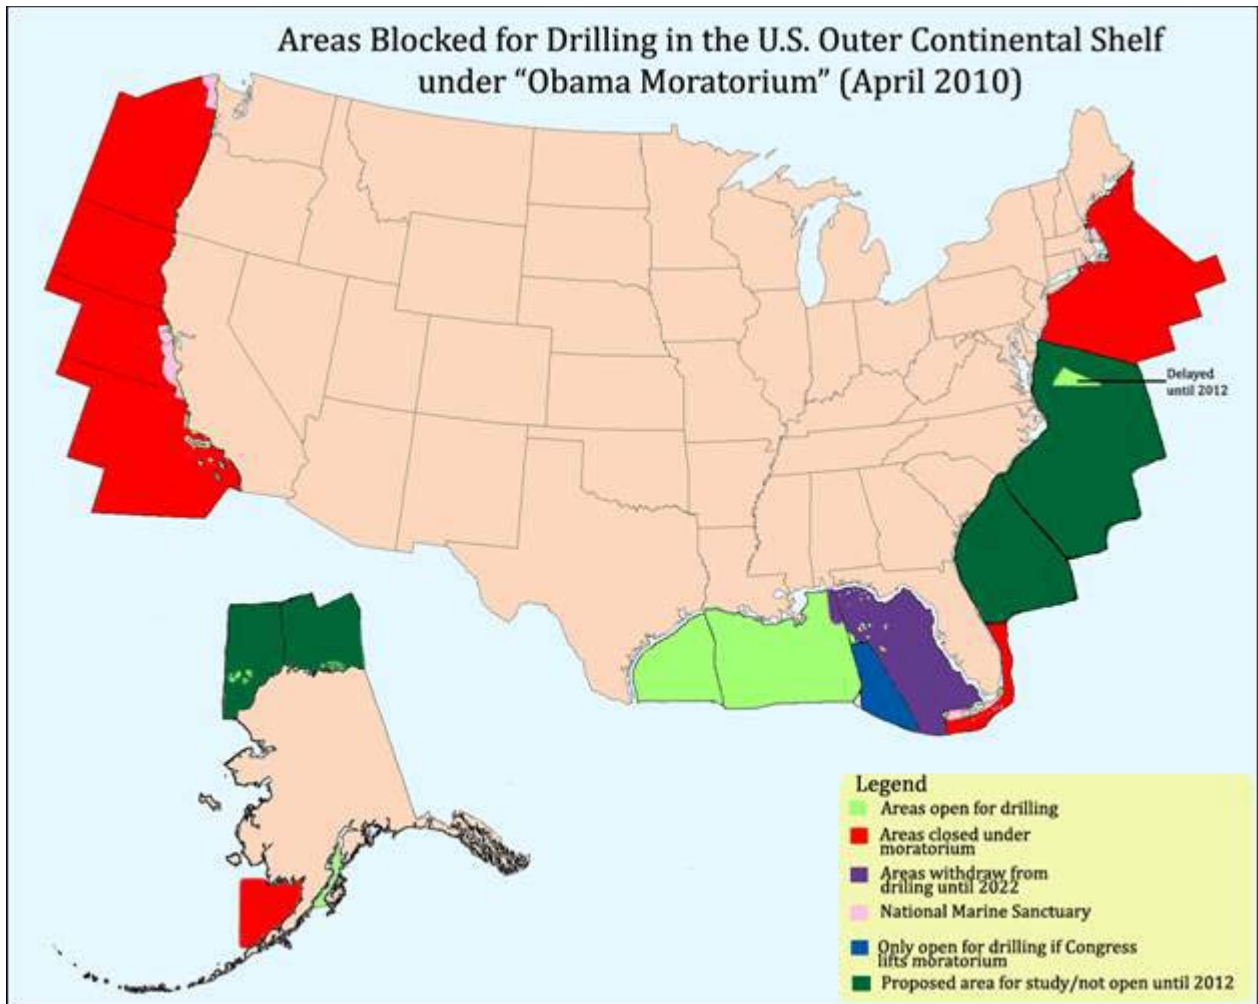 Areas Blocked for Drilling in the U.S. Outer Continental Shelf
under “Obama Moratorium” (April 2010)
Delayed
until 2012
Legend
Areas open for drilling
Areas closed under
moratorium
Areas withdraw from
driling until 2022
National Marine Sanctuary
Only open for drilling if Congress
lifts moratorium
Proposed area for study/not open until 2012